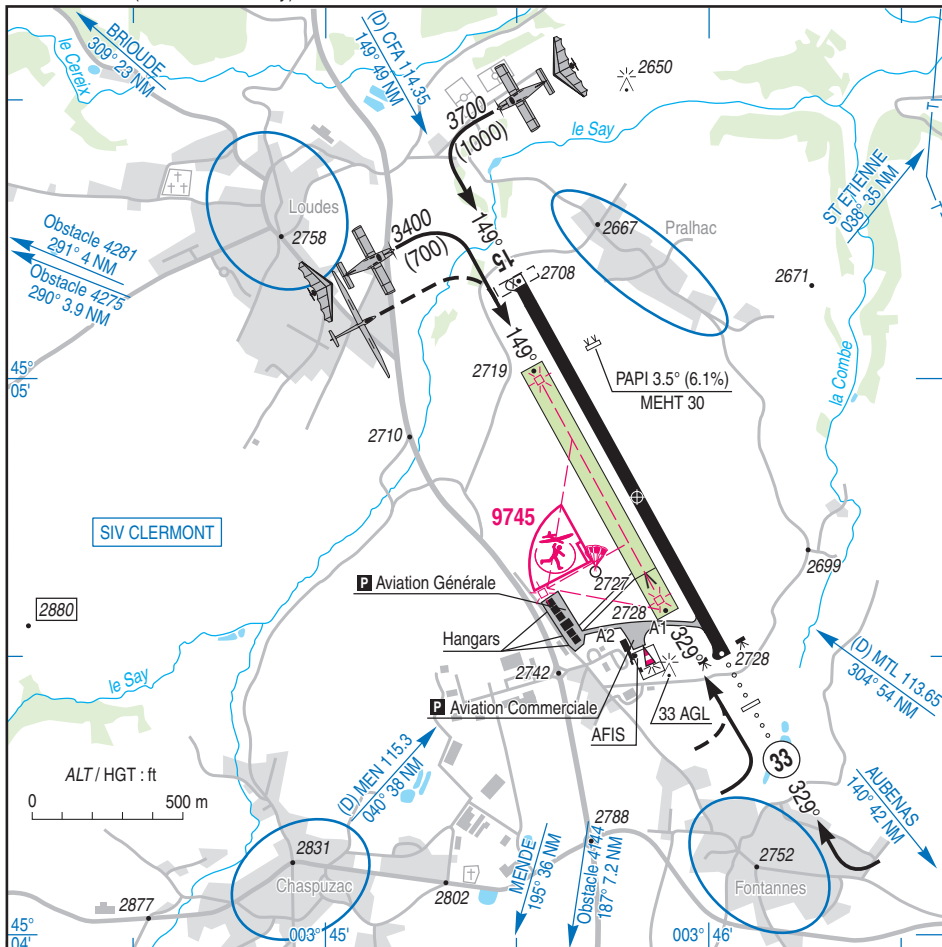 BRIOUDE
309° 23 NM
le Cereix
(D) CFA 114.35
149° 49 NM
2650
3700
(1000)
le Say
ST ETIENNE
038° 35 NM
T
T
Loudes
2758
3400
(700)
149°
15
2667
Pralhac
2708
2671
Obstacle 4281
291° 4 NM
Obstacle 4275
290° 3.9 NM
la Combe
149°
2719
PAPI 3.5° (6.1%)
MEHT 30
45°
05'
2710
9745
SIV CLERMONT
2699
P Aviation Générale
2727
2728
2880
Hangars
A2
A1
329°
2728
(D) MTL 113.65
304° 54 NM
le Say
2742
P Aviation Commerciale
33 AGL
AFIS
33
ALT / HGT : ft
0 500 m
(D) MEN 115.3
040° 38 NM
329°
AUBENAS
140° 42 NM
2788
2831
Chaspuzac
2802
2877
MENDE
195° 36 NM
Obstacle 4144
187° 7.2 NM
2752
Fontannes
45°
04'
003° 45'
003° 46'